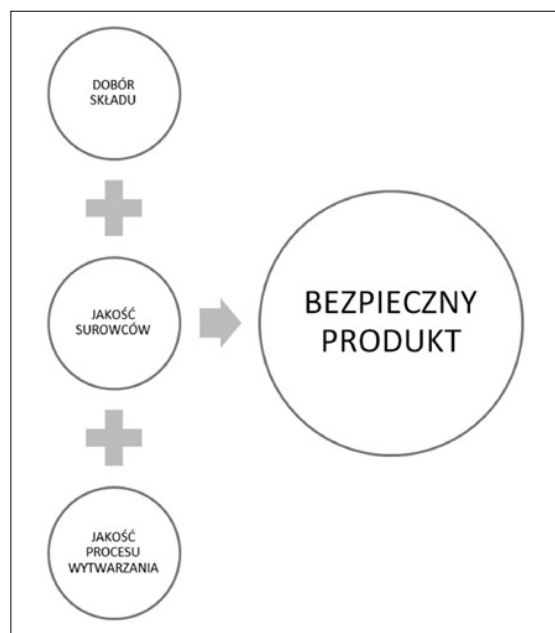 DOBÓR
SKŁADU
JAKOŚĆ
SUROWCÓW
JAKOŚĆ
PROCESU
WYTWARZANIA
BEZPIECZNY
PRODUKT